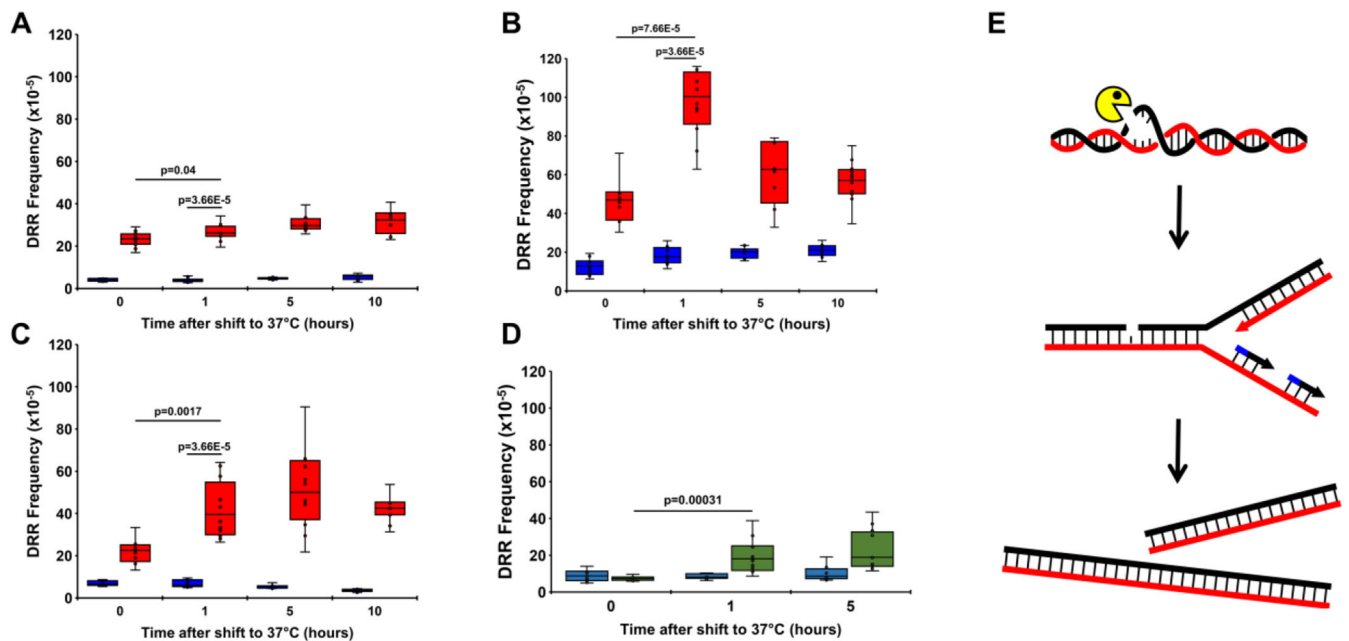 A
DRR Frequency (x10⁻⁵)
120
100
80
60
40
20
0
p=0.04
p=3.66E-5
0 1 5 10
Time after shift to 37°C (hours)
B
DRR Frequency (x10⁻⁵)
p=7.66E-5
p=3.66E-5
120
100
80
60
40
20
0
0 1 5 10
Time after shift to 37°C (hours)
C
DRR Frequency (x10⁻⁵)
120
100
80
60
40
20
0
p=0.0017
p=3.66E-5
0 1 5 10
Time after shift to 37°C (hours)
D
DRR Frequency (x10⁻⁵)
120
100
80
60
40
20
0
p=0.00031
0 1 5
Time after shift to 37°C (hours)
E